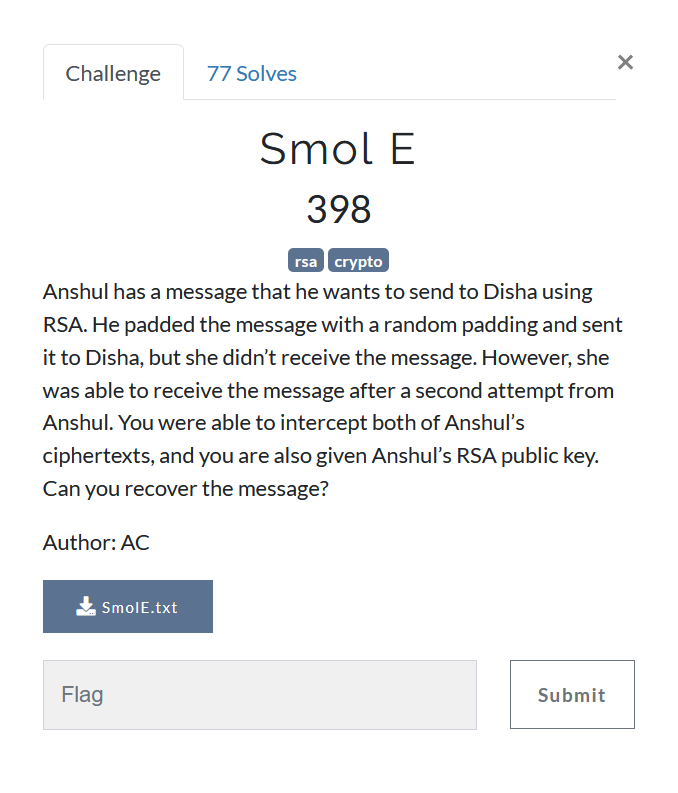 Challenge
77 Solves
×
Smol E
398
rsa crypto
Anshul has a message that he wants to send to Disha using
RSA. He padded the message with a random padding and sent
it to Disha, but she didn’t receive the message. However, she
was able to receive the message after a second attempt from
Anshul. You were able to intercept both of Anshul’s
ciphertexts, and you are also given Anshul’s RSA public key.
Can you recover the message?
Author: AC
SmolE.txt
Flag
Submit